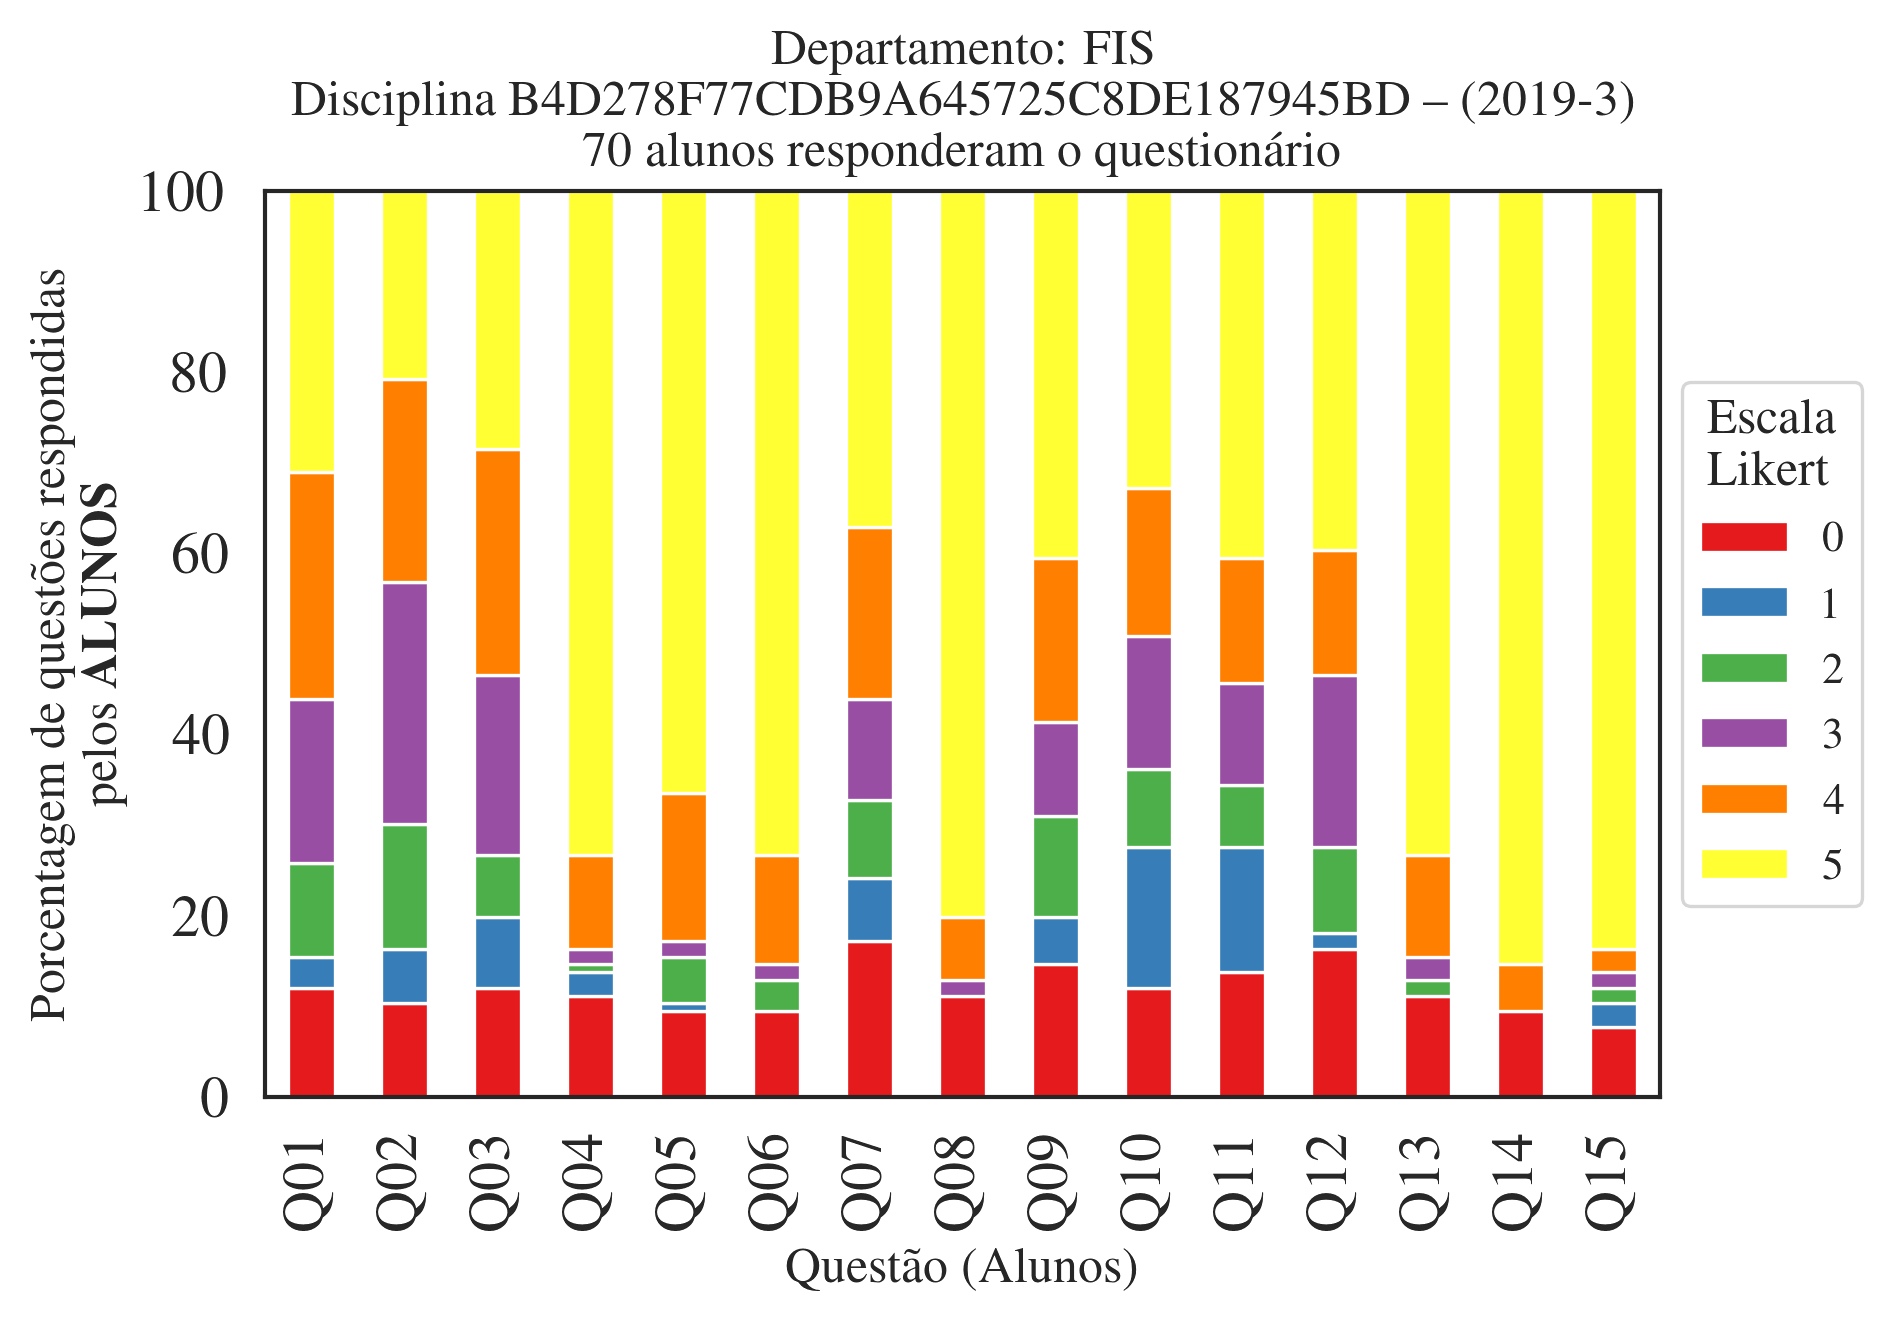 Departamento: FIS
Disciplina B4D278F77CDB9A645725C8DE187945BD – (2019-3)
70 alunos responderam o questionário
Porcentagem de questões respondidas
pelos ALUNOS
100
80
60
40
20
0
Q01
Q02
Q03
Q04
Q05
Q06
Q07
Q08
Q09
Q10
Q11
Q12
Q13
Q14
Q15
Questão (Alunos)
Escala
Likert
0
1
2
3
4
5